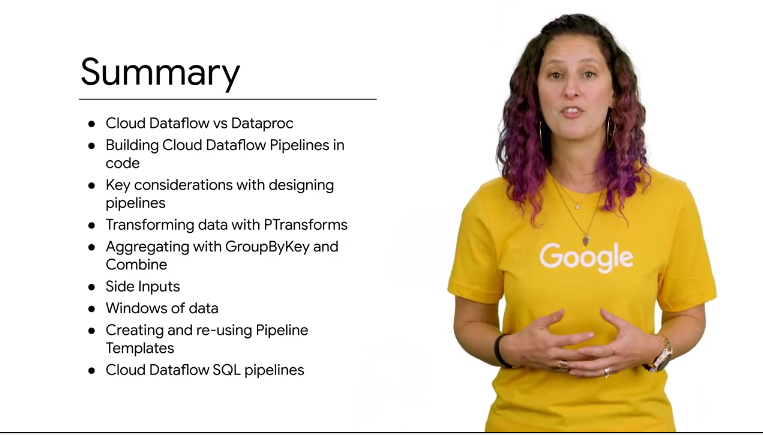 Summary
● Cloud Dataflow vs Dataproc
● Building Cloud Dataflow Pipelines in
code
● Key considerations with designing
pipelines
● Transforming data with PTransforms
● Aggregating with GroupByKey and
Combine
● Side Inputs
● Windows of data
● Creating and re-using Pipeline
Templates
● Cloud Dataflow SQL pipelines
Google